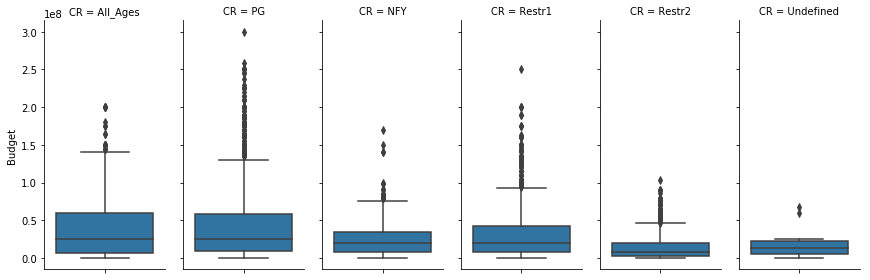 1e8
CR = All_Ages
CR = PG
CR = NFY
CR = Restr1
CR = Restr2
CR = Undefined
3.0
2.5
2.0
1.5
1.0
0.5
0.0
Budget